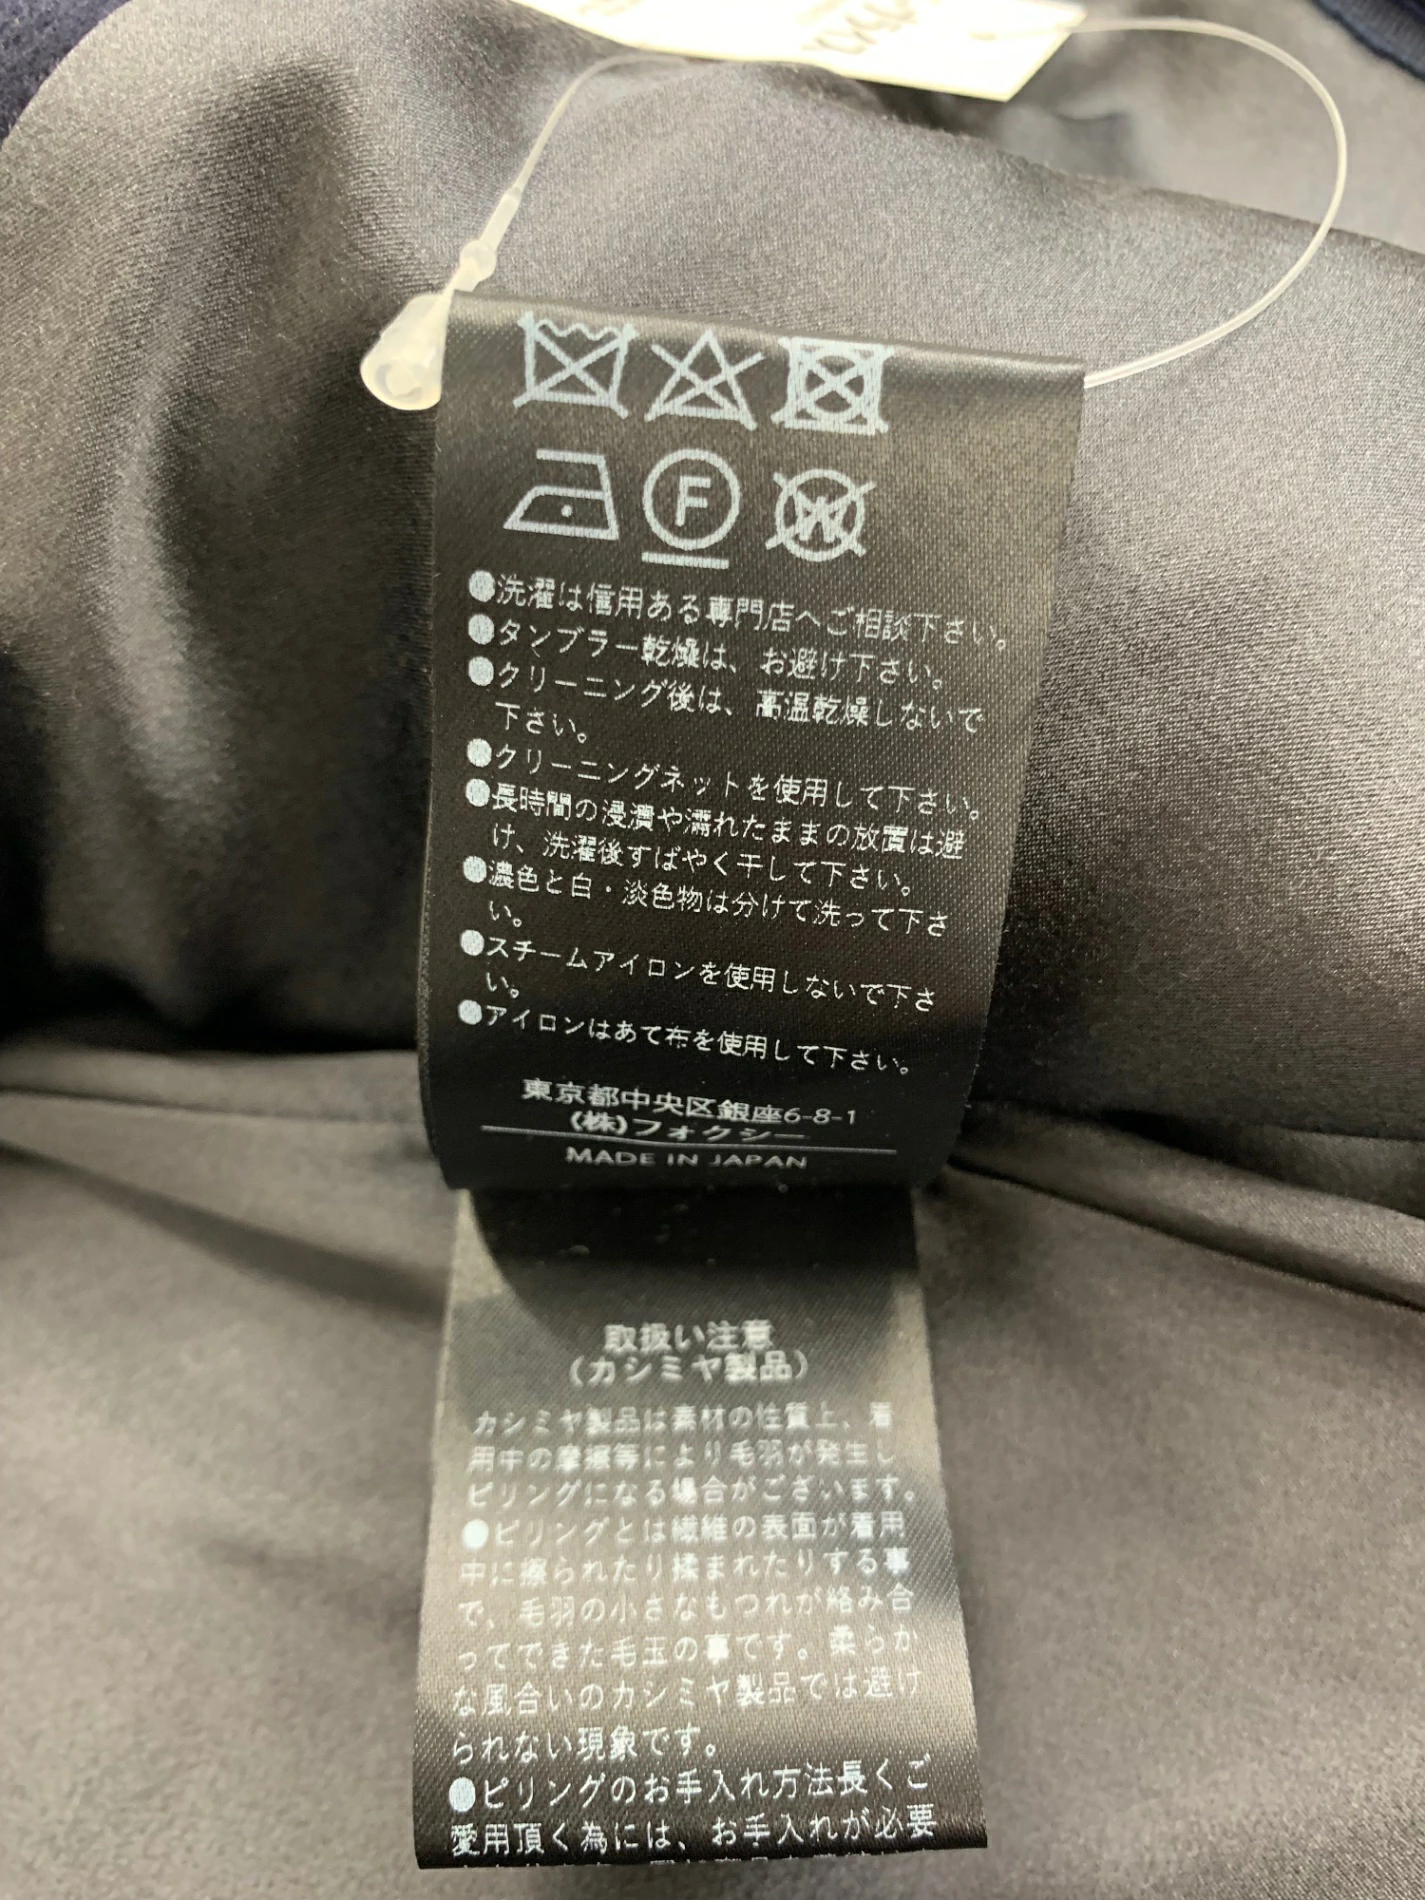 F
W
●洗濯は信用ある専門店へご相談下さい。
●タンブラー乾燥は、お避け下さい。
●クリーニング後は、高温乾燥しないで
下さい。
●クリーニングネットを使用して下さい。
●長時間の浸漬や濡れたままの放置は避
け、洗濯後すばやく干して下さい。
●濃色と白・淡色物は分けて洗って下さ
い。
●スチームアイロンを使用しないで下さ
い。
●アイロンはあて布を使用して下さい。
東京都中央区銀座6-8-1
(株)フォクシー
MADE IN JAPAN
取扱い注意
(カシミヤ製品)
カシミヤ製品は素材の性質上、着
用中の摩擦等により毛羽が発生し
ピリングになる場合がございます。
●ピリングとは繊維の表面が着用
中に擦られたり揉まれたりする事
で、毛羽の小さなもつれが絡み合
ってできた毛玉の事です。柔らか
な風合いのカシミヤ製品では避け
られない現象です。
●ピリングのお手入れ方法長くご
愛用頂く為には、お手入れが必要